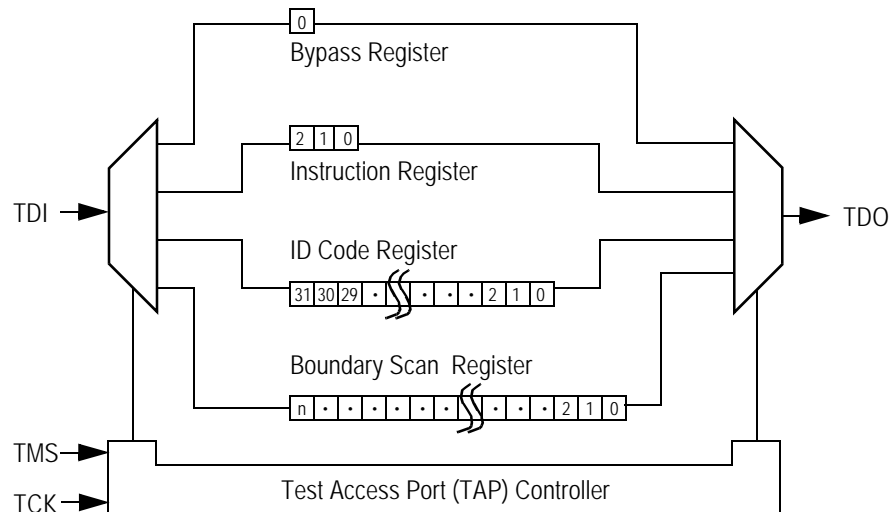 0
Bypass Register
2 1 0
Instruction Register
TDI
TDO
ID Code Register
31 30 29 · · · · 2 1 0
Boundary Scan Register
n · · · · · · · · · 2 1 0
TMS
Test Access Port (TAP) Controller
TCK